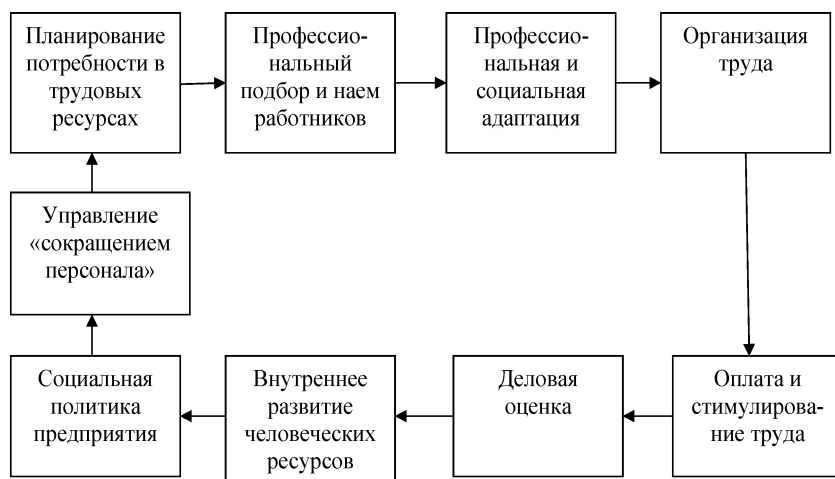 Планирование
потребности в
трудовых
ресурсах
Профессио-
нальный
подбор и наем
работников
Профессио-
нальная и
социальная
адаптация
Организация
труда
Оплата и
стимулирова-
ние труда
Деловая
оценка
Внутреннее
развитие
человеческих
ресурсов
Социальная
политика
предприятия
Управление
«сокращением
персонала»